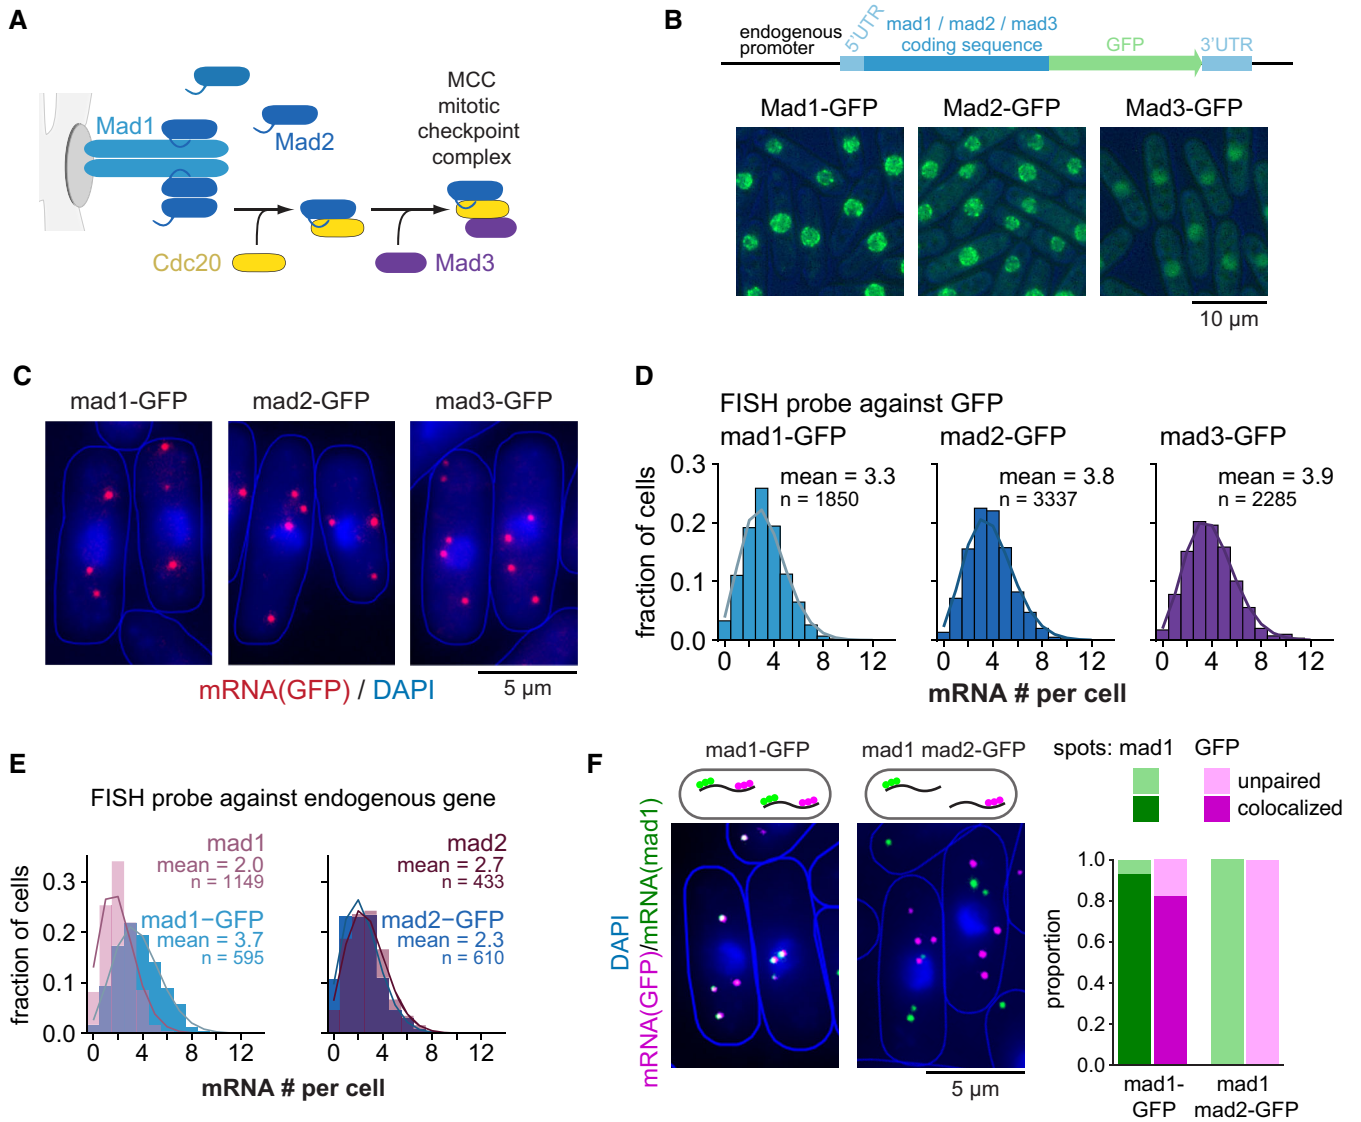 A
Mad1
Mad2
MCC
mitotic
checkpoint
complex
Cdc20
Mad3
B
endogenous
promoter
5'UTR
mad1 / mad2 / mad3
coding sequence
GFP
3'UTR
Mad1-GFP
Mad2-GFP
Mad3-GFP
10 µm
C
mad1-GFP
mad2-GFP
mad3-GFP
mRNA(GFP) / DAPI
5 µm
D
FISH probe against GFP
mad1-GFP
mad2-GFP
mad3-GFP
fraction of cells
0.3
0.2
0.1
0.0
mean = 3.3
n = 1850
mean = 3.8
n = 3337
mean = 3.9
n = 2285
0 4 8 12
0 4 8 12
0 4 8 12
mRNA # per cell
E
FISH probe against endogenous gene
fraction of cells
0.3
0.2
0.1
0.0
mad1
mean = 2.0
n = 1149
mad1−GFP
mean = 3.7
n = 595
mad2
mean = 2.7
n = 433
mad2−GFP
mean = 2.3
n = 610
0 4 8 12
0 4 8 12
mRNA # per cell
F
mad1-GFP
mad1 mad2-GFP
DAPI
mRNA(GFP)/mRNA(mad1)
5 µm
spots: mad1 GFP
unpaired
colocalized
proportion
1.0
0.8
0.6
0.4
0.2
0.0
mad1-
GFP
mad1
mad2-GFP